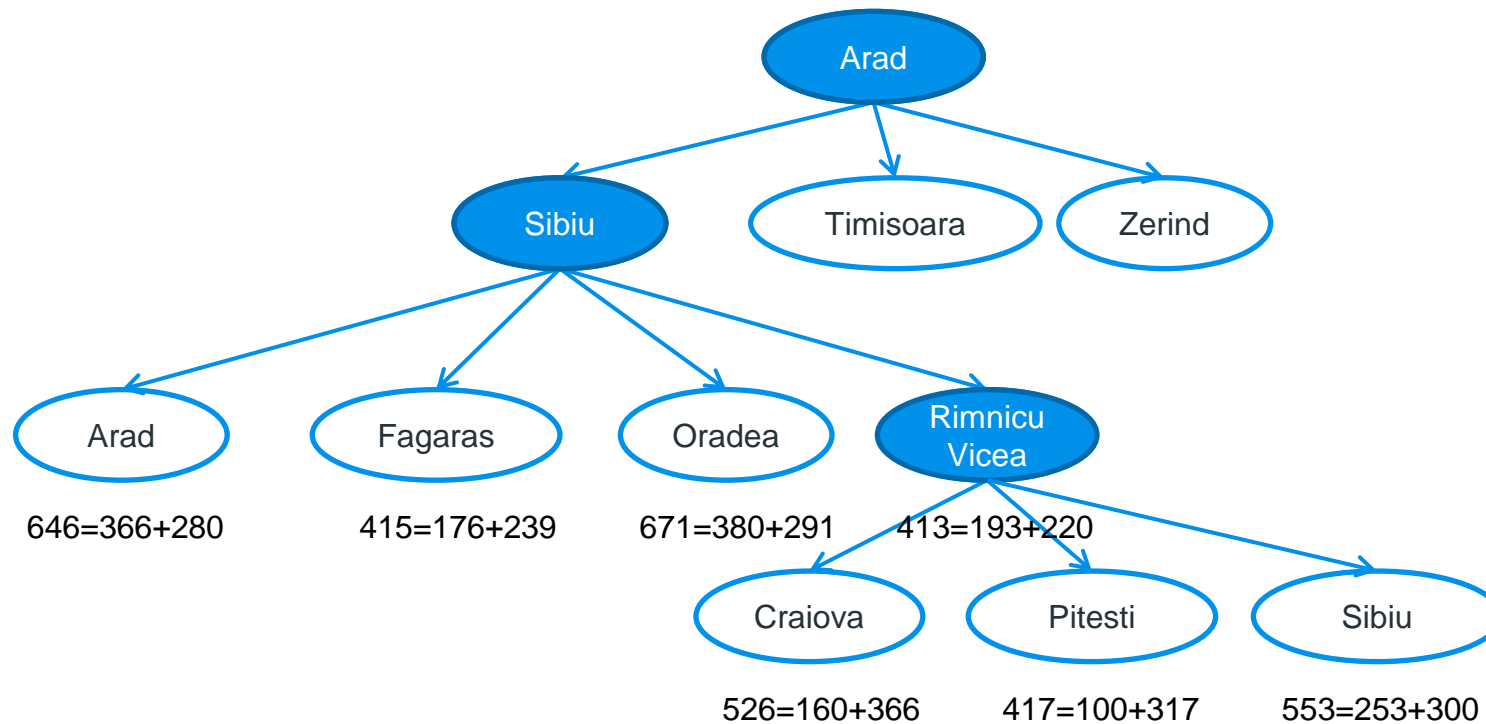 Arad
Sibiu
Timisoara
Zerind
Arad
Fagaras
Oradea
Rimnicu
Vicea
646=366+280
415=176+239
671=380+291
413=193+220
Craiova
Pitesti
Sibiu
526=160+366
417=100+317
553=253+300